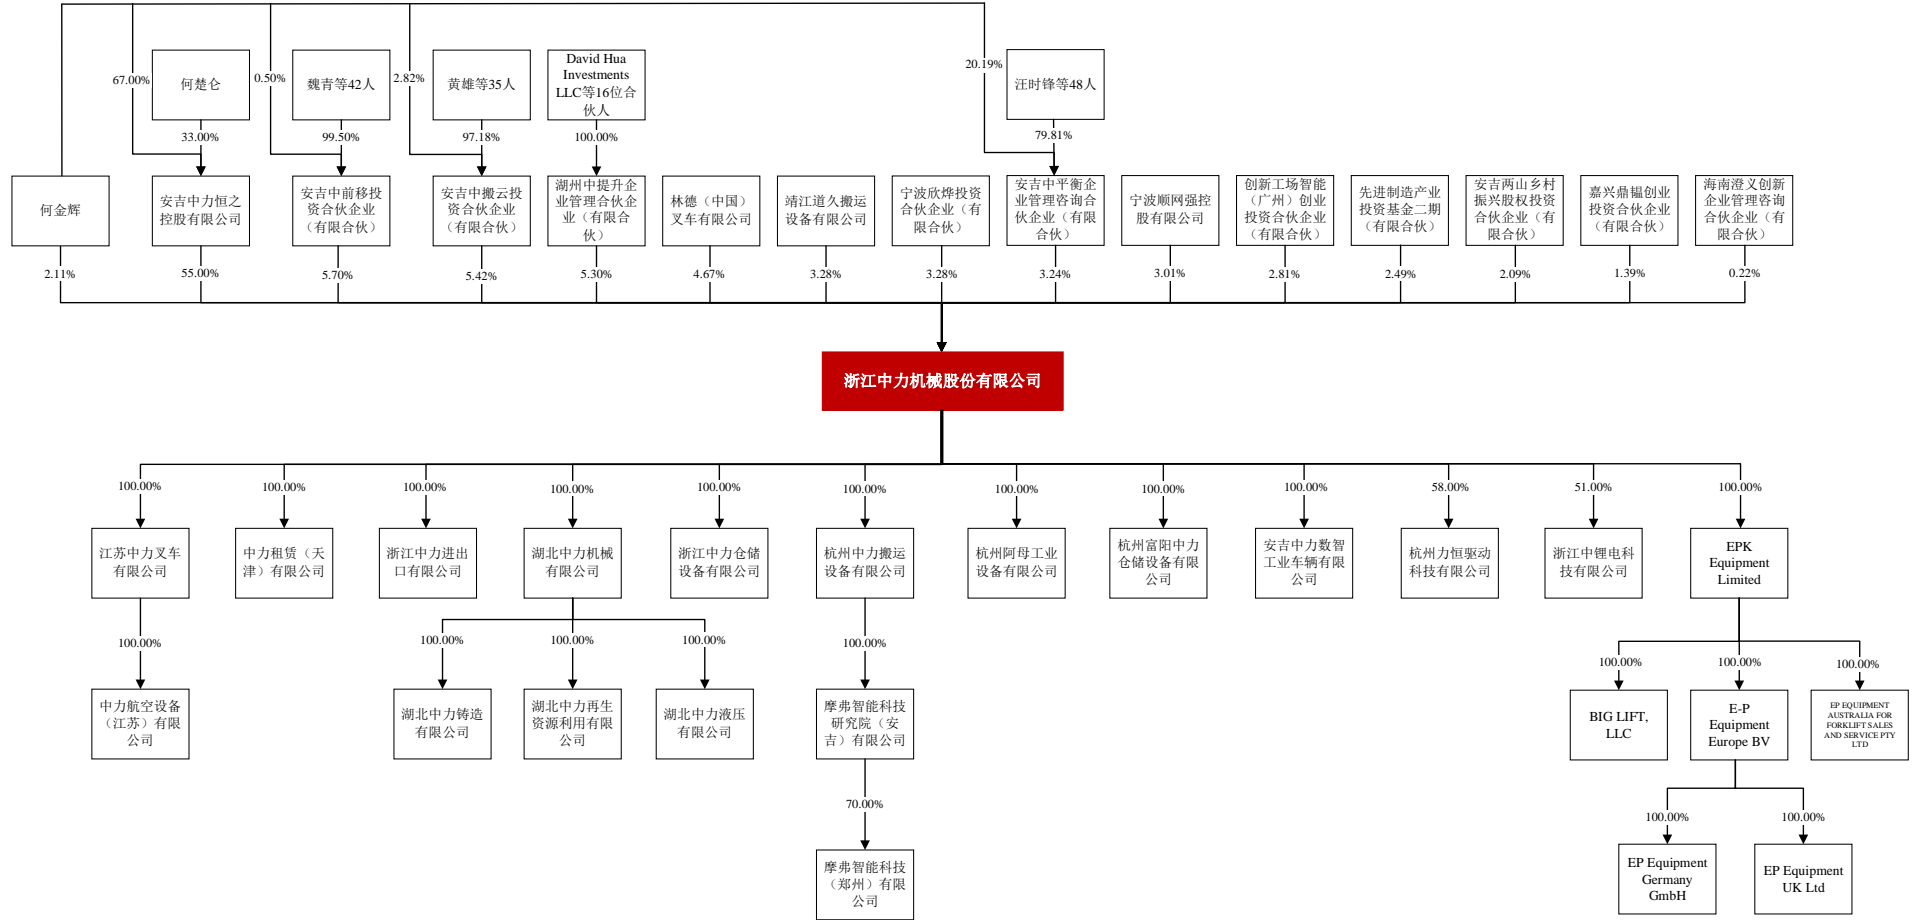 67.00%
何楚仑
0.50%
魏青等42人
2.82%
黄雄等35人
David Hua
Investments
LLC等16位合
伙人
20.19%
汪时锋等48人
33.00%
99.50%
97.18%
100.00%
79.81%
何金辉
安吉中力恒之
控股有限公司
安吉中前移投
资合伙企业
（有限合伙）
安吉中搬云投
资合伙企业
（有限合伙）
湖州中提升企
业管理合伙企
业（有限合
伙）
林德（中国）
叉车有限公司
靖江道久搬运
设备有限公司
宁波欣烨投资
合伙企业（有
限合伙）
安吉中平衡企
业管理咨询合
伙企业（有限
合伙）
宁波顺网强控
股有限公司
创新工场智能
（广州）创业
投资合伙企业
（有限合伙）
先进制造产业
投资基金二期
（有限合伙）
安吉两山乡村
振兴股权投资
合伙企业（有
限合伙）
嘉兴鼎韫创业
投资合伙企业
（有限合伙）
海南澄义创新
企业管理咨询
合伙企业（有
限合伙）
2.11%
55.00%
5.70%
5.42%
5.30%
4.67%
3.28%
3.28%
3.24%
3.01%
2.81%
2.49%
2.09%
1.39%
0.22%
浙江中力机械股份有限公司
100.00%
100.00%
100.00%
100.00%
100.00%
100.00%
100.00%
100.00%
100.00%
58.00%
51.00%
100.00%
江苏中力叉车
有限公司
中力租赁（天
津）有限公司
浙江中力进出
口有限公司
湖北中力机械
有限公司
浙江中力仓储
设备有限公司
杭州中力搬运
设备有限公司
杭州阿母工业
设备有限公司
杭州富阳中力
仓储设备有限
公司
安吉中力数智
工业车辆有限
公司
杭州力恒驱动
科技有限公司
浙江中锂电科
技有限公司
EPK
Equipment
Limited
100.00%
100.00%
100.00%
100.00%
100.00%
100.00%
100.00%
100.00%
中力航空设备
（江苏）有限
公司
湖北中力铸造
有限公司
湖北中力再生
资源利用有限
公司
湖北中力液压
有限公司
摩弗智能科技
研究院（安
吉）有限公司
BIG LIFT,
LLC
E-P
Equipment
Europe BV
EP EQUIPMENT
AUSTRALIA FOR
FORKLIFT SALES
AND SERVICE PTY
LTD
70.00%
100.00%
100.00%
摩弗智能科技
（郑州）有限
公司
EP Equipment
Germany
GmbH
EP Equipment
UK Ltd